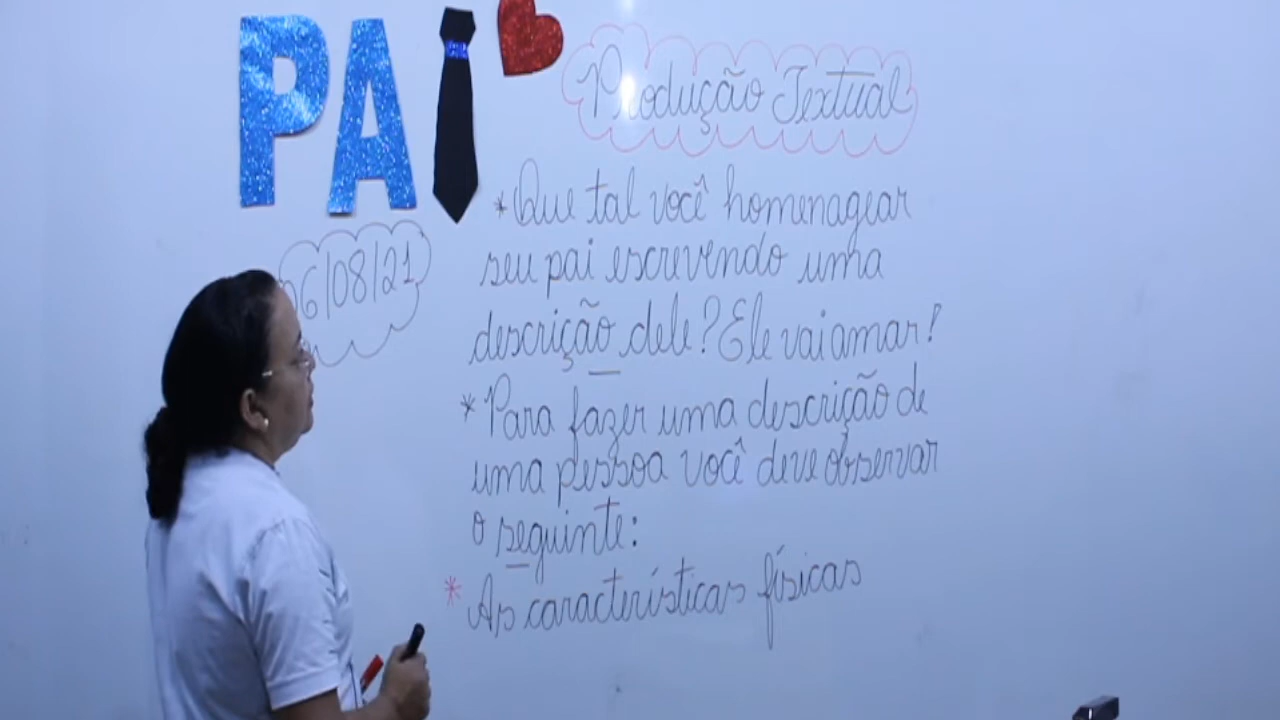 PAI
Produção Textual
* Que tal você homenagear
seu pai escrevendo uma
descrição dele? Ele vai amar!
06/08/21
* Para fazer uma descrição de
uma pessoa você deve observar
o seguinte:
* As características físicas